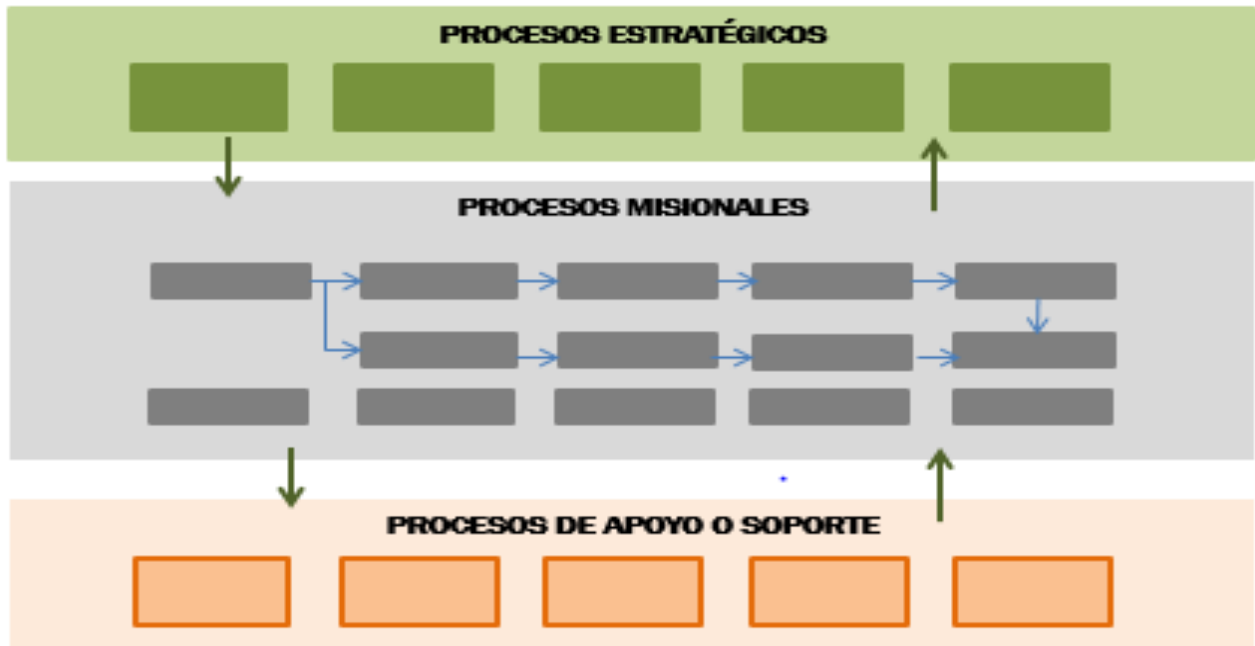 PROCESOS ESTRATÉGICOS
PROCESOS MISIONALES
PROCESOS DE APOYO O SOPORTE